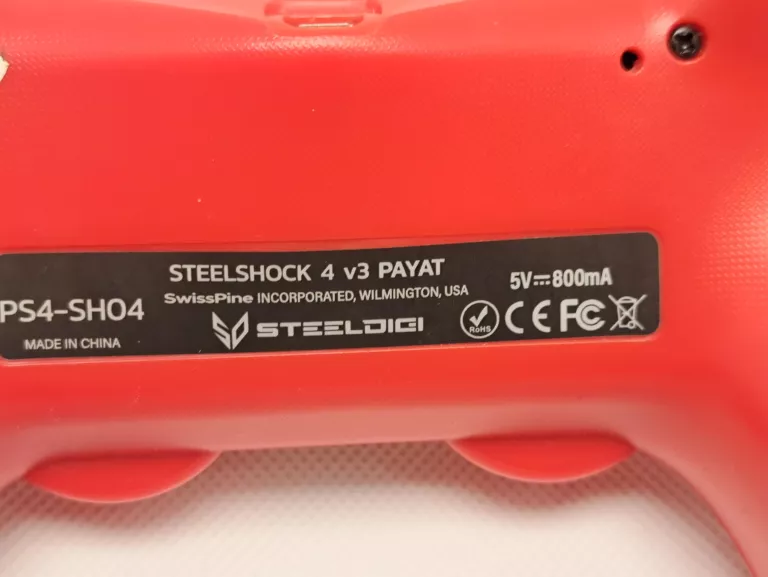 STEELSHOCK 4 v3 PAYAT
SwissPine INCORPORATED, WILMINGTON, USA
PS4-SH04
STEELDIGI
MADE IN CHINA
5V⎓800mA
RoHS
CE FC